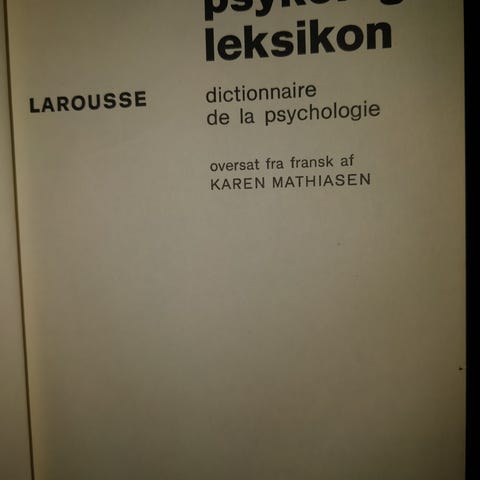 leksikon
LAROUSSE
dictionnaire
de la psychologie
oversat fra fransk af
KAREN MATHIASEN